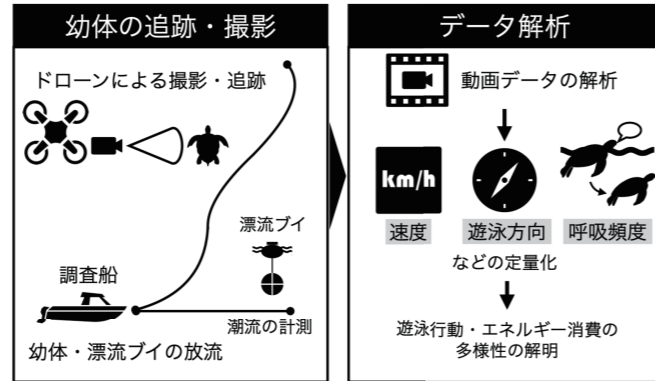 幼体の追跡・撮影
ドローンによる撮影・追跡
漂流ブイ
調査船
潮流の計測
幼体・漂流ブイの放流
データ解析
動画データの解析
km/h
速度
遊泳方向
呼吸頻度
などの定量化
遊泳行動・エネルギー消費の
多様性の解明